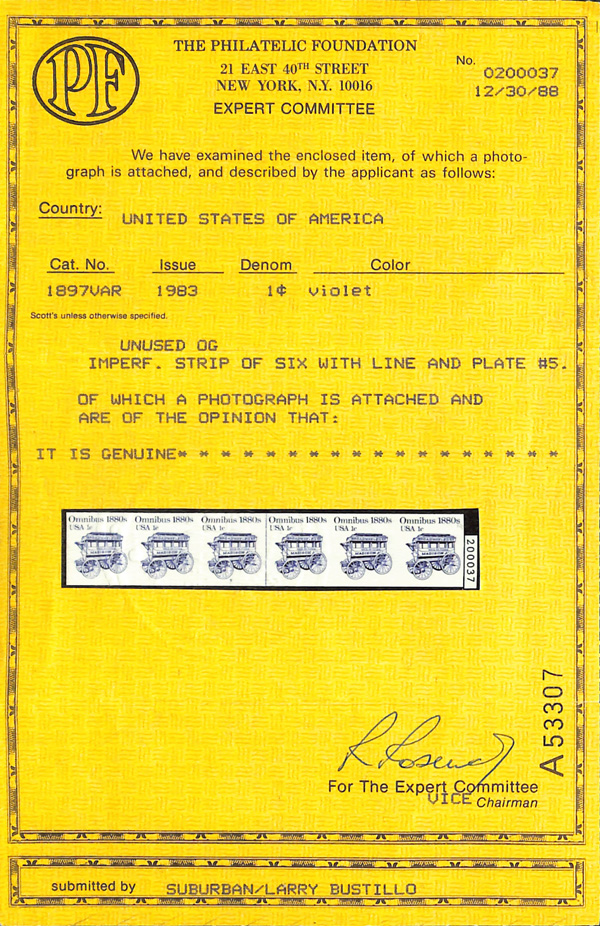 PF
THE PHILATELIC FOUNDATION
21 EAST 40TH STREET
NEW YORK, N.Y. 10016
EXPERT COMMITTEE
No. 0200037
12/30/88
We have examined the enclosed item, of which a photo-
graph is attached, and described by the applicant as follows:
Country: UNITED STATES OF AMERICA
Cat. No. Issue Denom Color
1897VAR 1983 1¢ violet
Scott's unless otherwise specified.
UNUSED OG
IMPERF. STRIP OF SIX WITH LINE AND PLATE #5.
OF WHICH A PHOTOGRAPH IS ATTACHED AND
ARE OF THE OPINION THAT:
IT IS GENUINE* * * * * * * * * * * * * * * * * *
Omnibus 1880s Omnibus 1880s Omnibus 1880s Omnibus 1880s Omnibus 1880s Omnibus 1880s
USA 1c USA 1c USA 1c USA 1c USA 1c USA 1c
200037
A 53307
For The Expert Committee
VICE Chairman
submitted by SUBURBAN/LARRY BUSTILLO